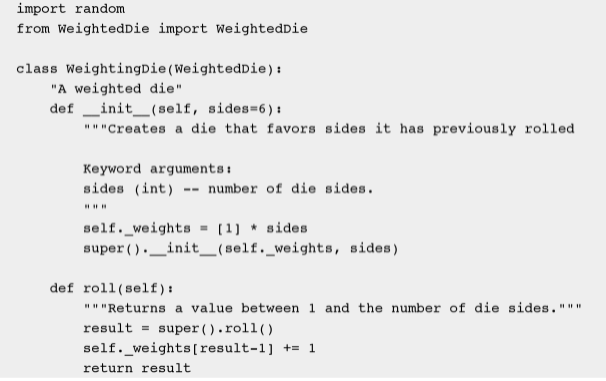 import random
from WeightedDie import WeightedDie

class WeightingDie(WeightedDie):
    "A weighted die"
    def __init__(self, sides=6):
        """Creates a die that favors sides it has previously rolled

        Keyword arguments:
        sides (int) -- number of die sides.
        """
        self._weights = [1] * sides
        super().__init__(self._weights, sides)

    def roll(self):
        """Returns a value between 1 and the number of die sides."""
        result = super().roll()
        self._weights[result-1] += 1
        return result